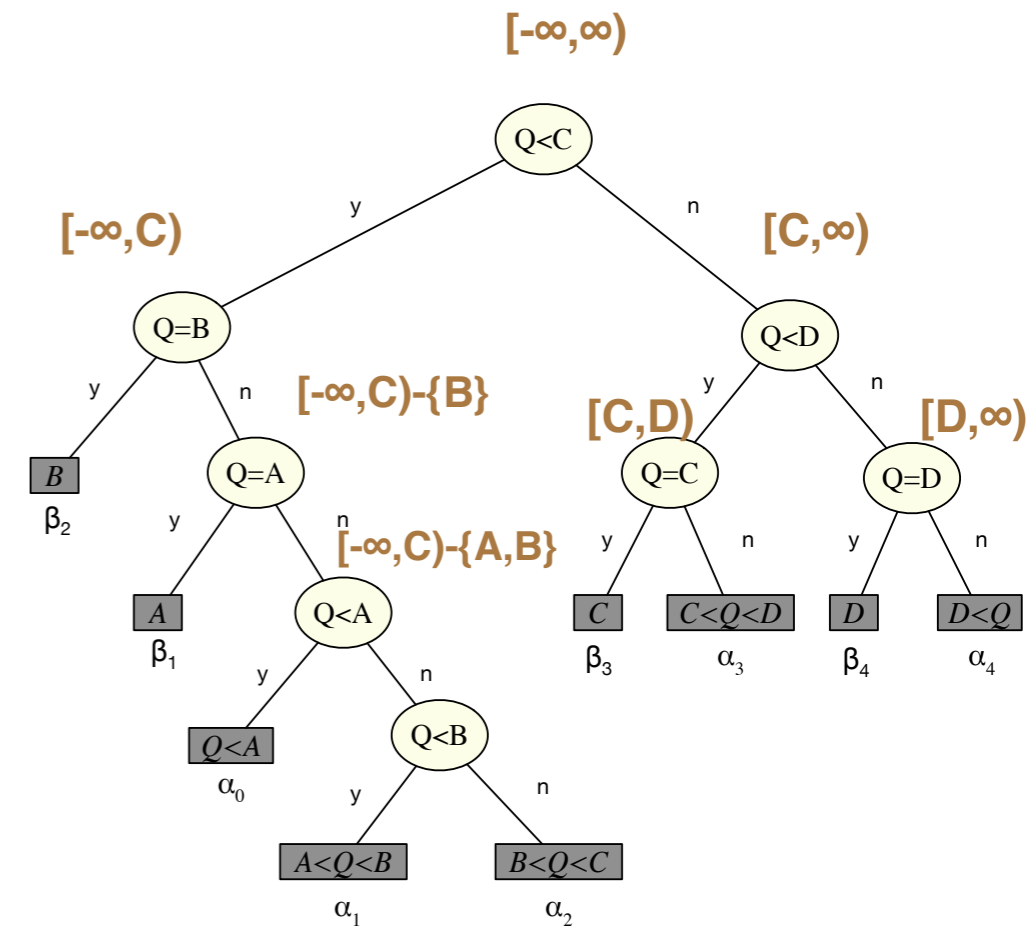 [-∞,∞)
Q<C
y
n
[-∞,C)
[C,∞)
Q=B
Q<D
y
n
[-∞,C)-{B}
y
n
[C,D)
[D,∞)
B
β2
Q=A
Q=C
Q=D
y
n
[-∞,C)-{A,B}
y
n
y
n
A
β1
Q<A
C
β3
C<Q<D
α3
D
β4
D<Q
α4
y
n
Q<A
α0
Q<B
y
n
A<Q<B
α1
B<Q<C
α2